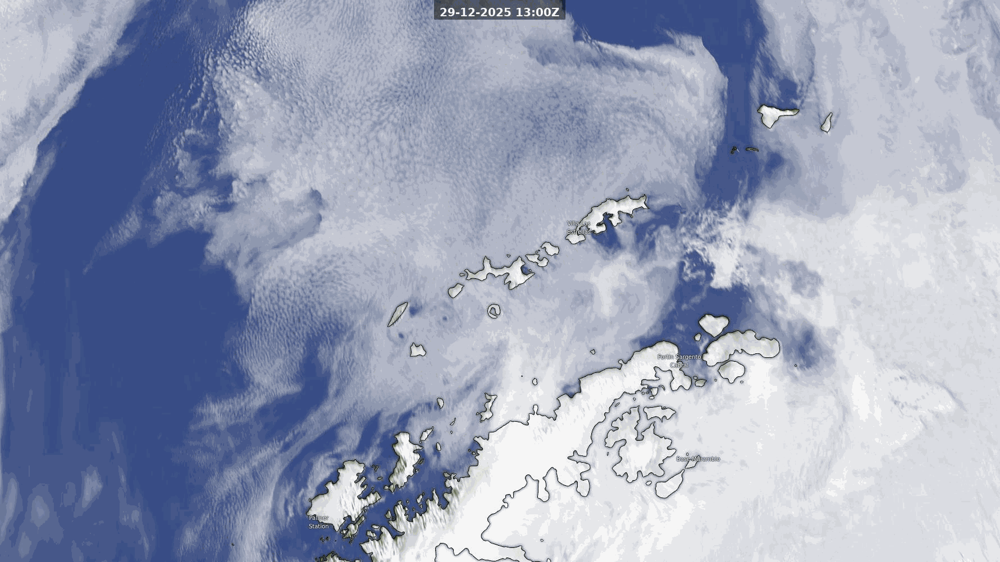 29-12-2025 13:00Z
Villa Las
Estrellas
Fortín Sargento
Cabral
Base Marambio
Palmer
Station